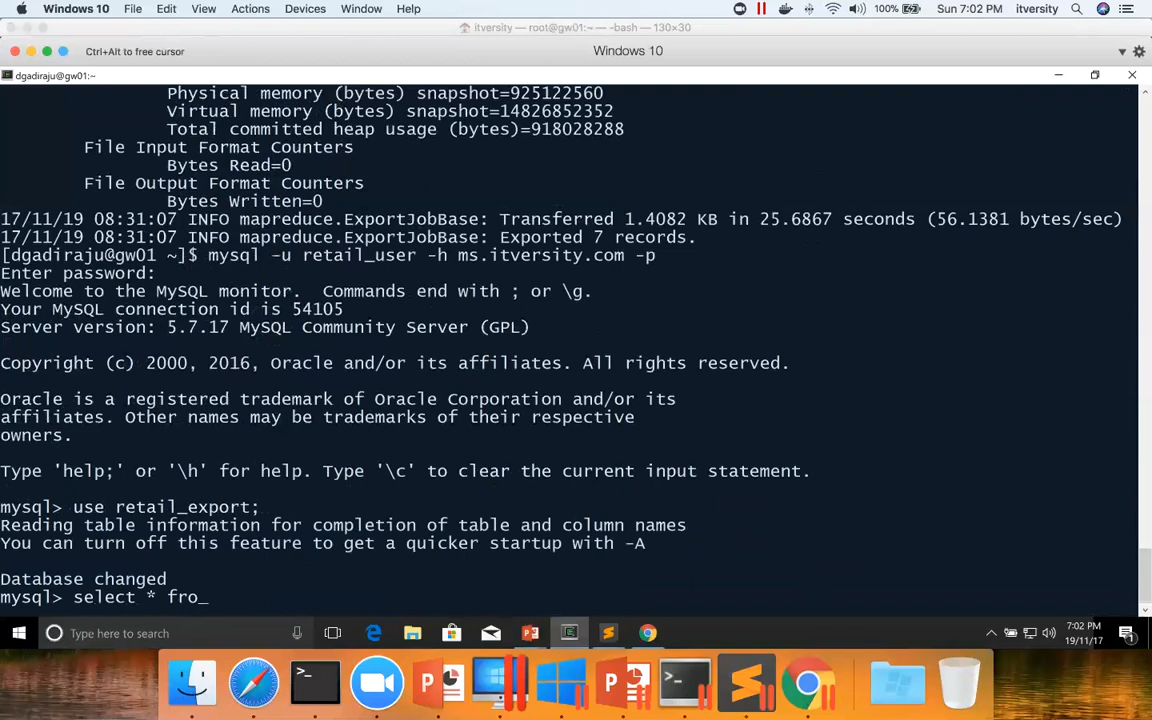 Windows 10 File Edit View Actions Devices Window Help 100% Sun 7:02 PM itversity
itversity — root@gw01:~ — -bash — 130×30
Ctrl+Alt to free cursor Windows 10
dgadiraju@gw01:~
Physical memory (bytes) snapshot=925122560
Virtual memory (bytes) snapshot=14826852352
Total committed heap usage (bytes)=918028288
File Input Format Counters
Bytes Read=0
File Output Format Counters
Bytes Written=0
17/11/19 08:31:07 INFO mapreduce.ExportJobBase: Transferred 1.4082 KB in 25.6867 seconds (56.1381 bytes/sec)
17/11/19 08:31:07 INFO mapreduce.ExportJobBase: Exported 7 records.
[dgadiraju@gw01 ~]$ mysql -u retail_user -h ms.itversity.com -p
Enter password:
Welcome to the MySQL monitor.  Commands end with ; or \g.
Your MySQL connection id is 54105
Server version: 5.7.17 MySQL Community Server (GPL)
Copyright (c) 2000, 2016, Oracle and/or its affiliates. All rights reserved.
Oracle is a registered trademark of Oracle Corporation and/or its
affiliates. Other names may be trademarks of their respective
owners.
Type 'help;' or '\h' for help. Type '\c' to clear the current input statement.
mysql> use retail_export;
Reading table information for completion of table and column names
You can turn off this feature to get a quicker startup with -A
Database changed
mysql> select * fro_
Type here to search 7:02 PM
19/11/17